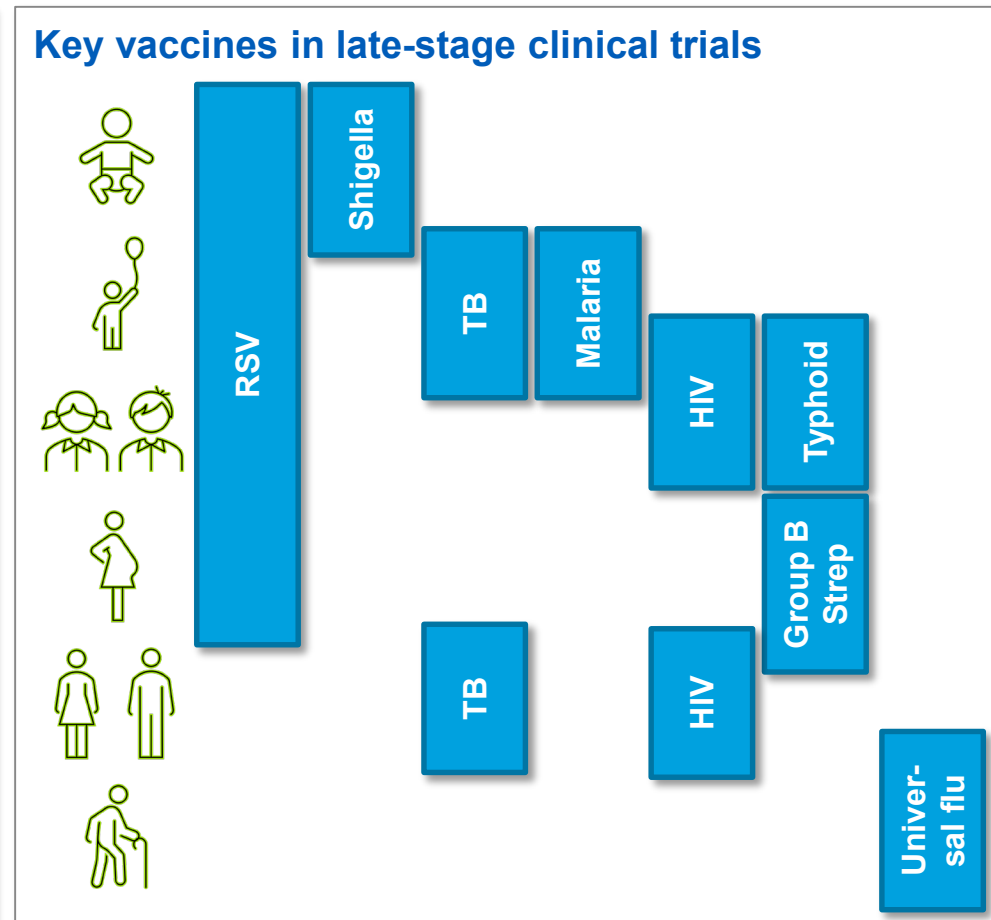 Key vaccines in late-stage clinical trials
RSV
Shigella
TB
Malaria
HIV
Typhoid
Group B
Strep
TB
HIV
Univer-
sal flu